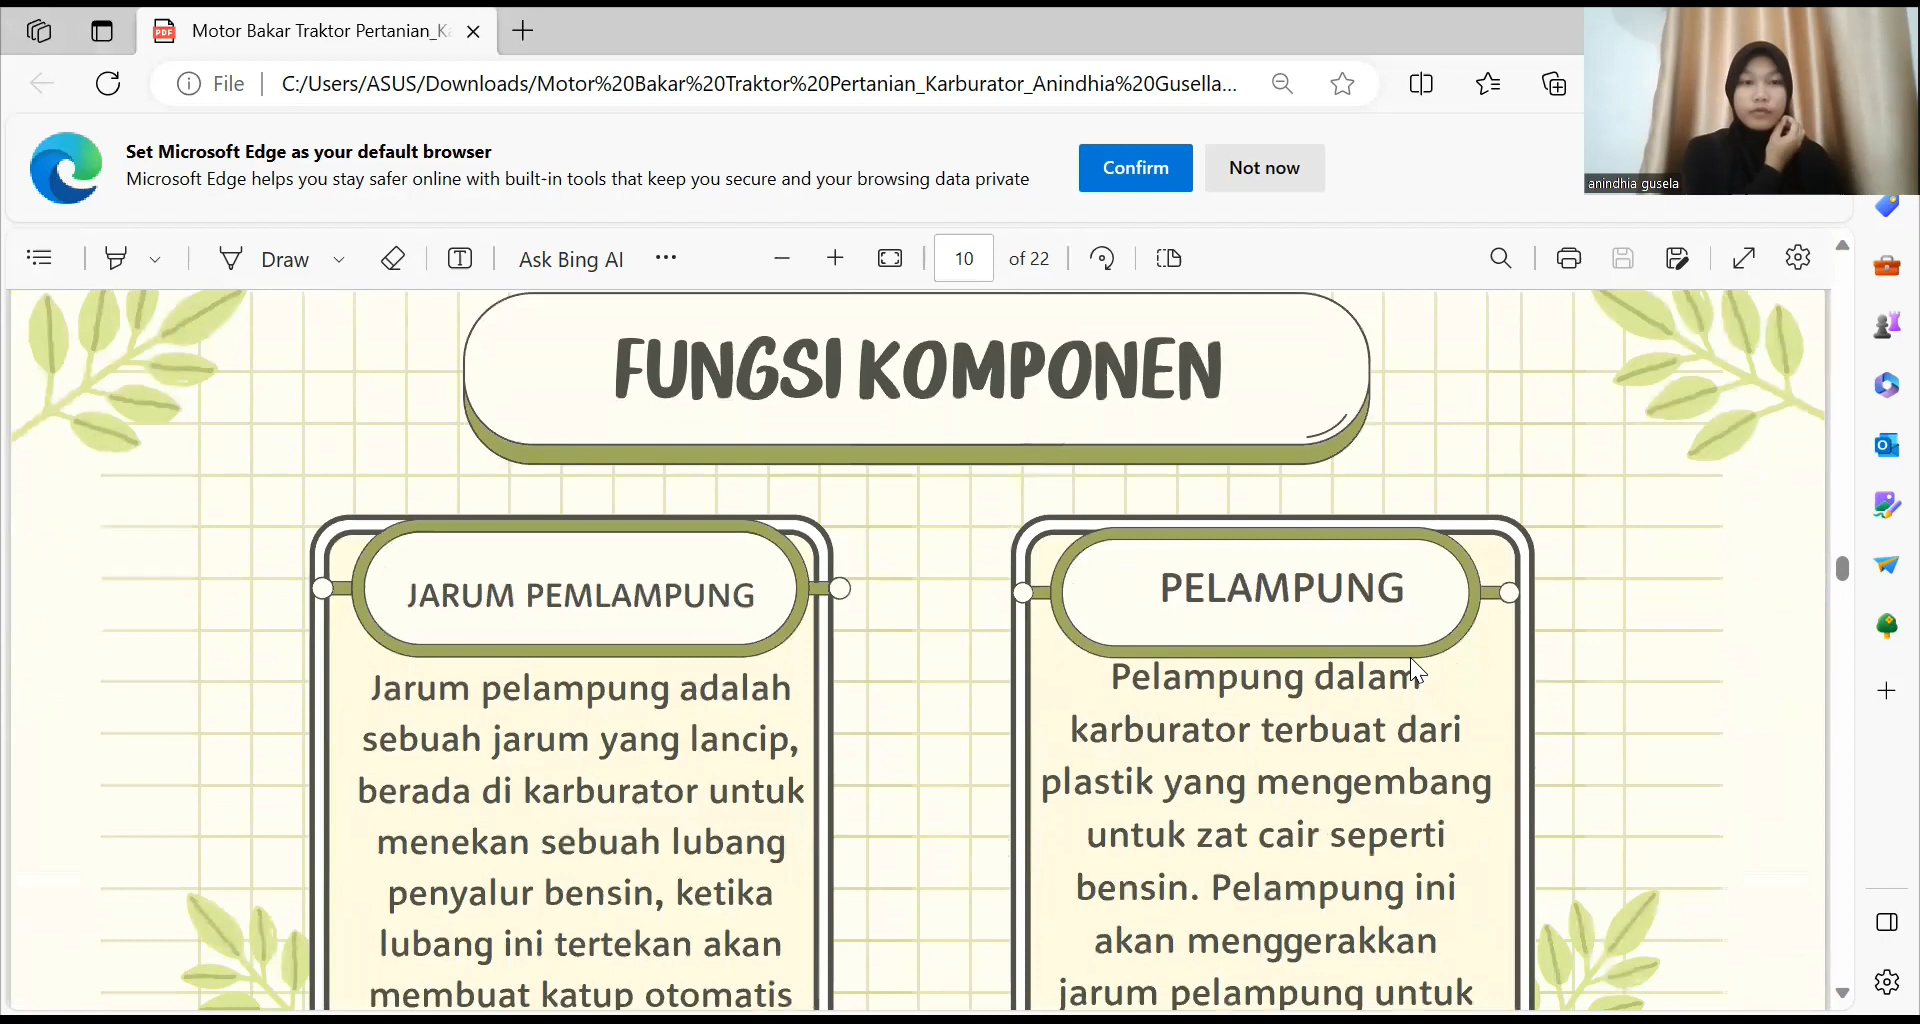 Motor Bakar Traktor Pertanian_Ka
File
C:/Users/ASUS/Downloads/Motor%20Bakar%20Traktor%20Pertanian_Karburator_Anindhia%20Gusella...
anindhia gusela
Set Microsoft Edge as your default browser
Microsoft Edge helps you stay safer online with built-in tools that keep you secure and your browsing data private
Confirm
Not now
Draw
Ask Bing AI
10
of 22
FUNGSI KOMPONEN
JARUM PEMLAMPUNG
Jarum pelampung adalah
sebuah jarum yang lancip,
berada di karburator untuk
menekan sebuah lubang
penyalur bensin, ketika
lubang ini tertekan akan
membuat katup otomatis
PELAMPUNG
Pelampung dalam
karburator terbuat dari
plastik yang mengembang
untuk zat cair seperti
bensin. Pelampung ini
akan menggerakkan
jarum pelampung untuk